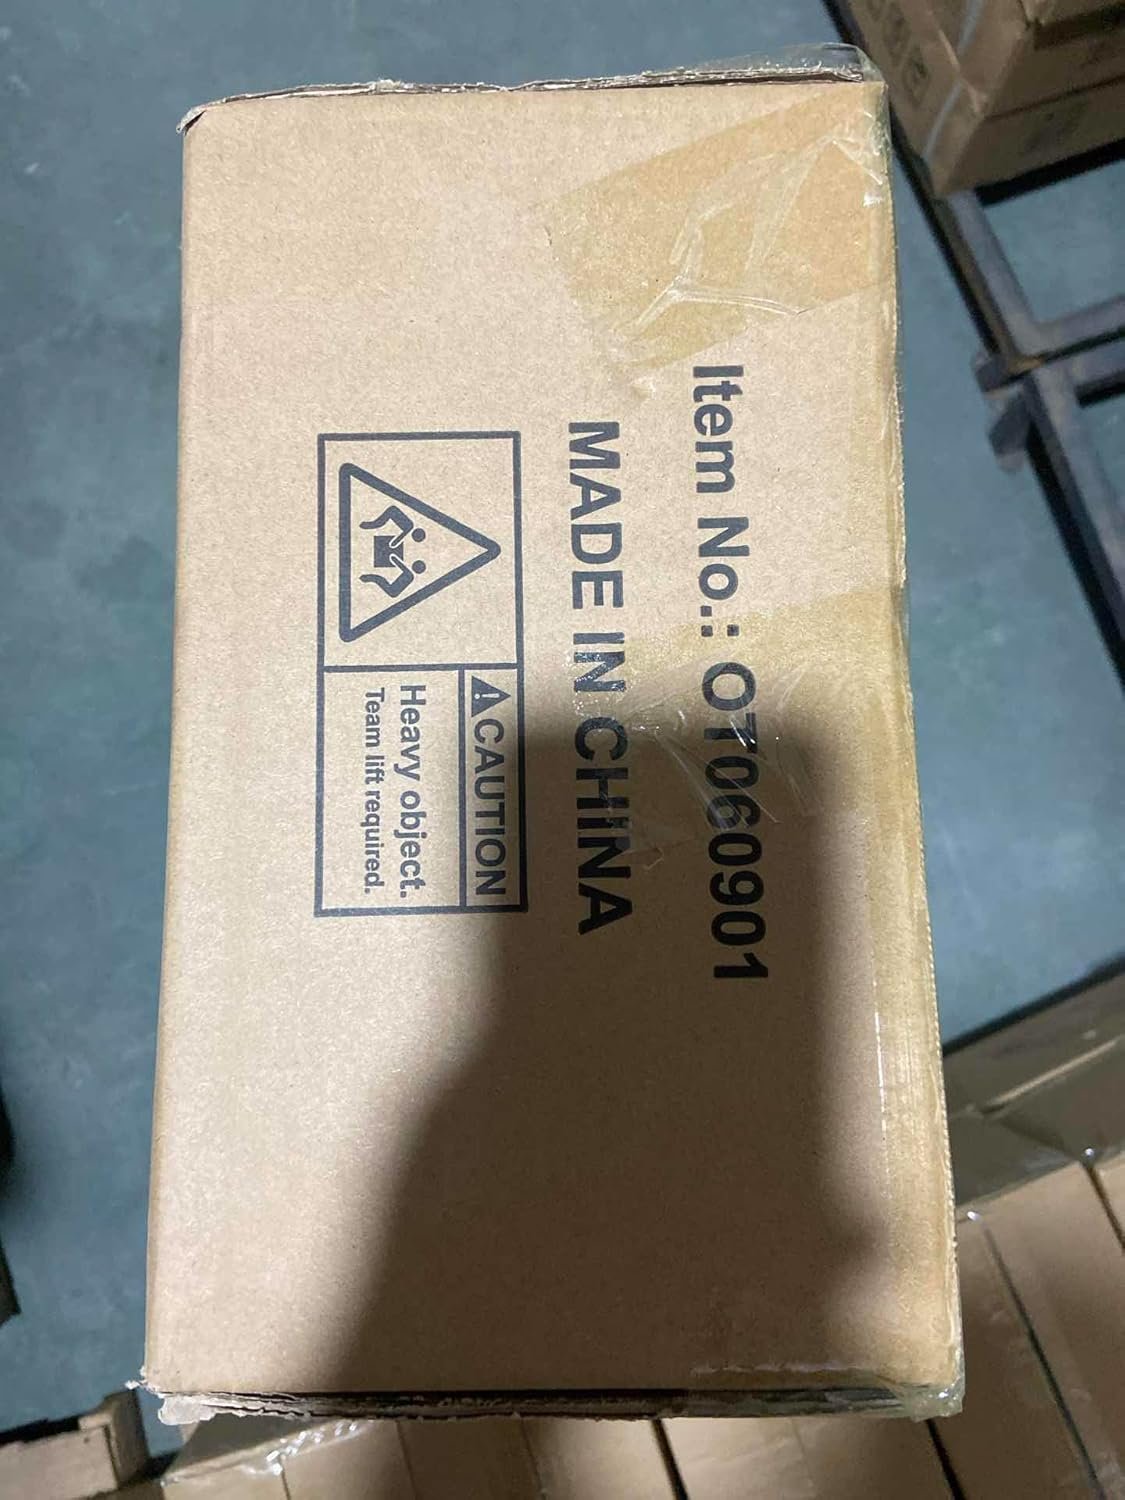 Item No.: OT060901
MADE IN CHINA
CAUTION
Heavy object.
Team lift required.